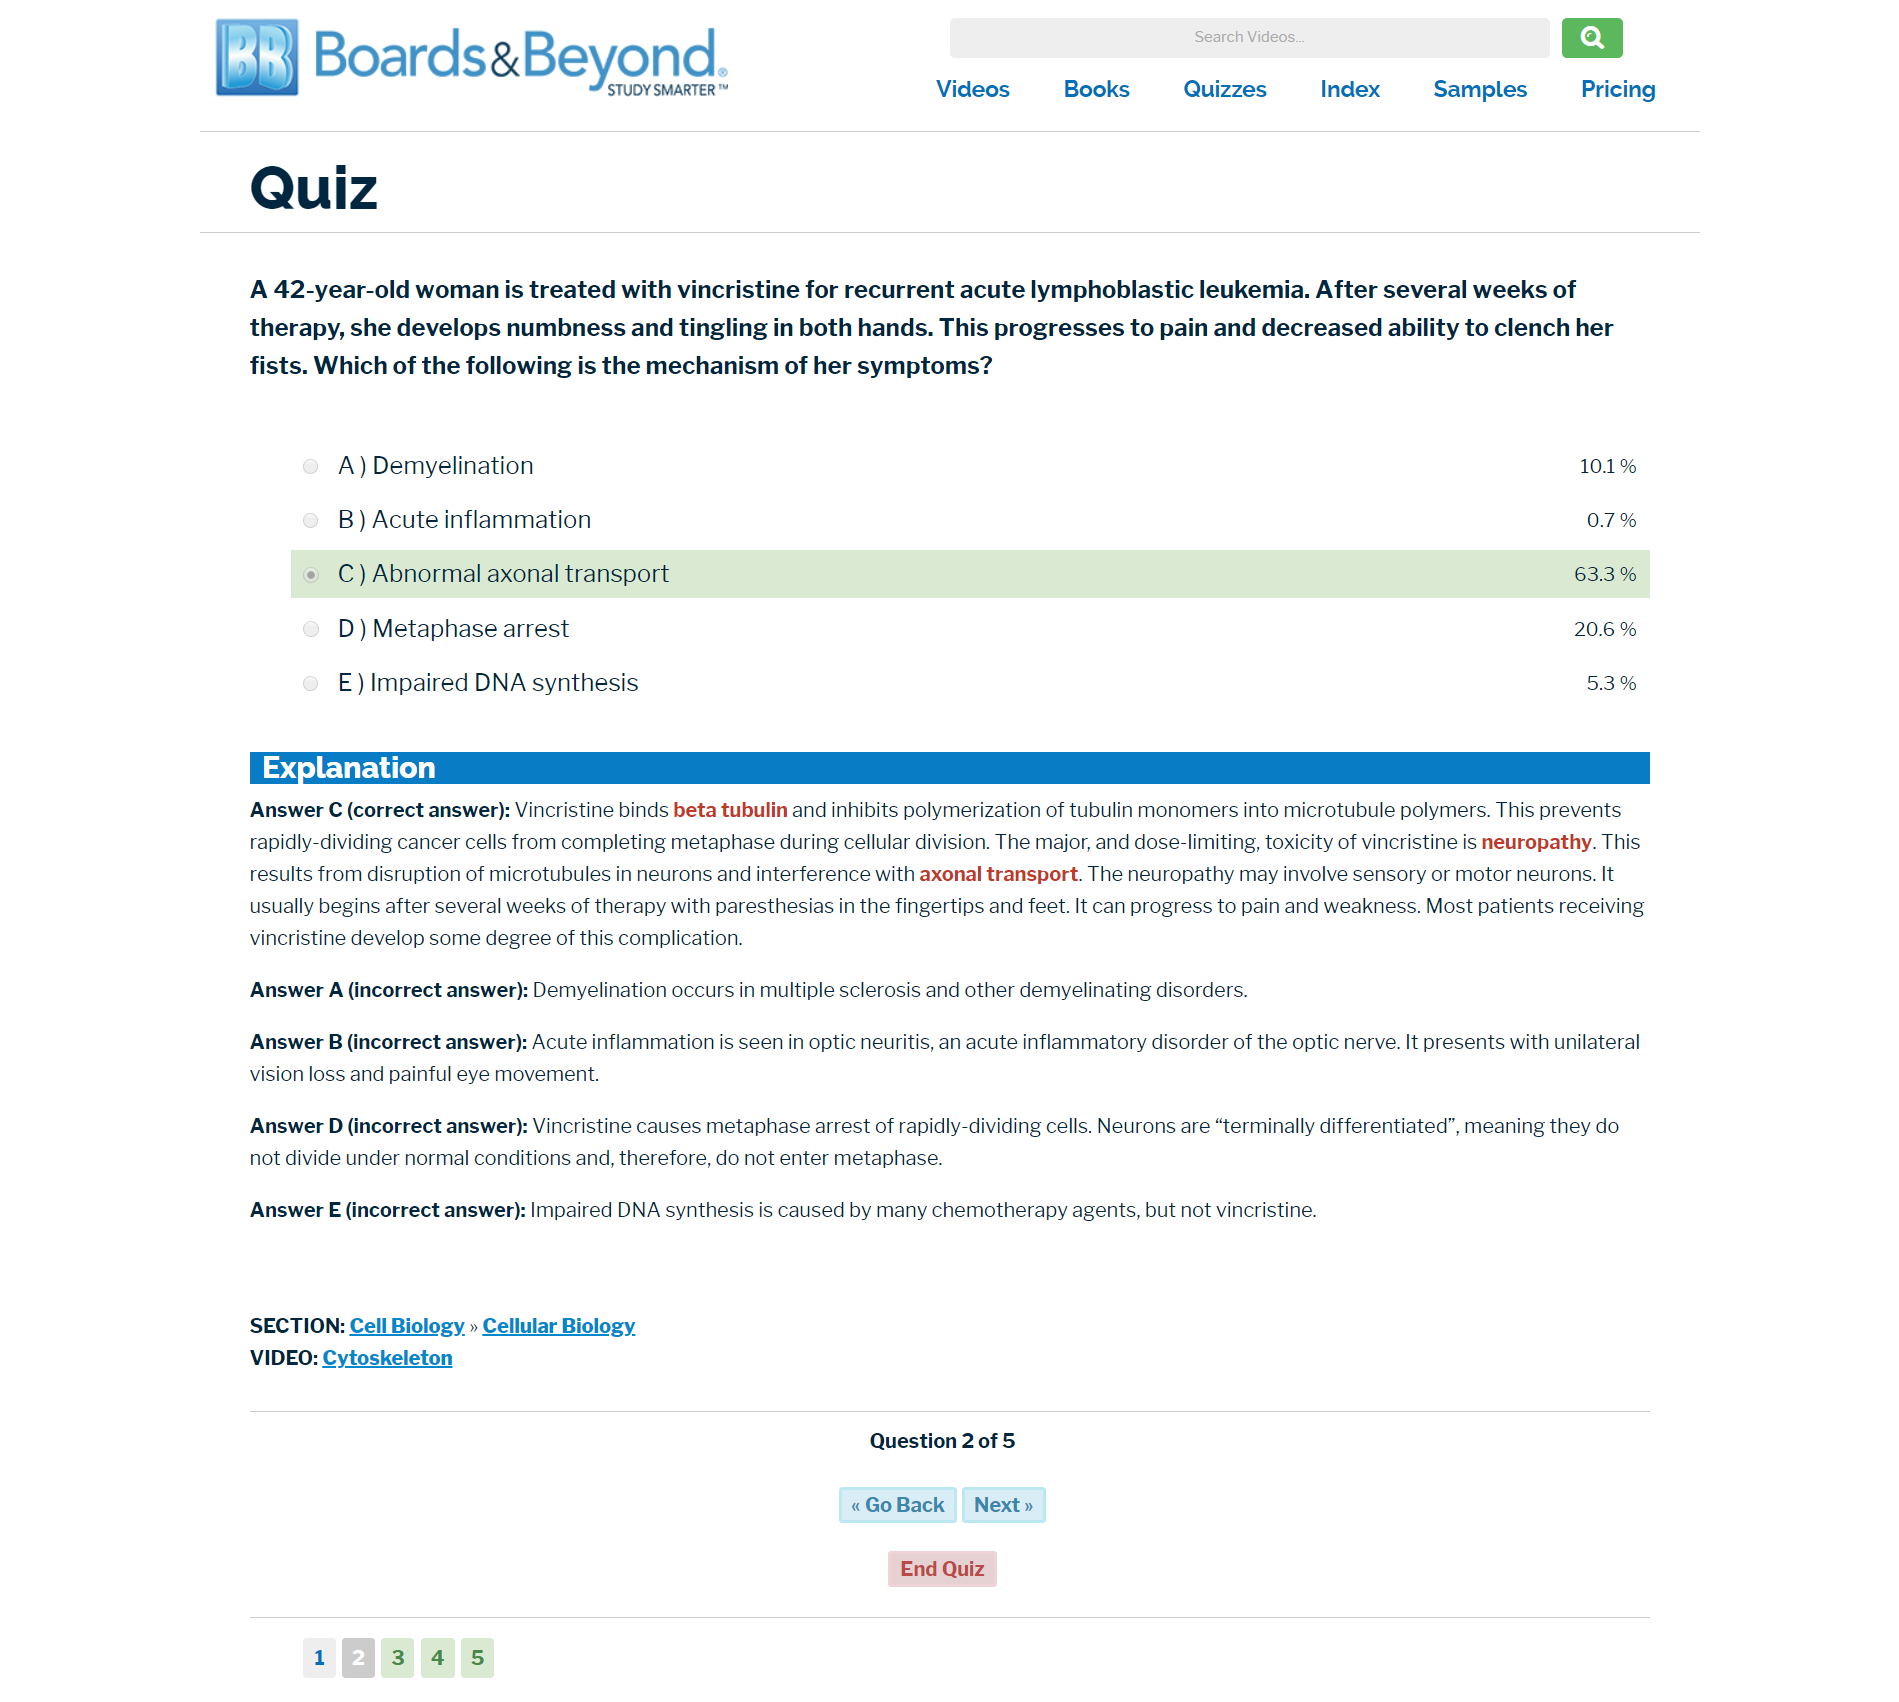 BB Boards&Beyond®
STUDY SMARTER™
Search Videos...
Videos Books Quizzes Index Samples Pricing
Quiz
A 42-year-old woman is treated with vincristine for recurrent acute lymphoblastic leukemia. After several weeks of
therapy, she develops numbness and tingling in both hands. This progresses to pain and decreased ability to clench her
fists. Which of the following is the mechanism of her symptoms?
A ) Demyelination 10.1 %
B ) Acute inflammation 0.7 %
C ) Abnormal axonal transport 63.3 %
D ) Metaphase arrest 20.6 %
E ) Impaired DNA synthesis 5.3 %
Explanation
Answer C (correct answer): Vincristine binds beta tubulin and inhibits polymerization of tubulin monomers into microtubule polymers. This prevents
rapidly-dividing cancer cells from completing metaphase during cellular division. The major, and dose-limiting, toxicity of vincristine is neuropathy. This
results from disruption of microtubules in neurons and interference with axonal transport. The neuropathy may involve sensory or motor neurons. It
usually begins after several weeks of therapy with paresthesias in the fingertips and feet. It can progress to pain and weakness. Most patients receiving
vincristine develop some degree of this complication.
Answer A (incorrect answer): Demyelination occurs in multiple sclerosis and other demyelinating disorders.
Answer B (incorrect answer): Acute inflammation is seen in optic neuritis, an acute inflammatory disorder of the optic nerve. It presents with unilateral
vision loss and painful eye movement.
Answer D (incorrect answer): Vincristine causes metaphase arrest of rapidly-dividing cells. Neurons are “terminally differentiated”, meaning they do
not divide under normal conditions and, therefore, do not enter metaphase.
Answer E (incorrect answer): Impaired DNA synthesis is caused by many chemotherapy agents, but not vincristine.
SECTION: Cell Biology » Cellular Biology
VIDEO: Cytoskeleton
Question 2 of 5
« Go Back Next »
End Quiz
1 2 3 4 5